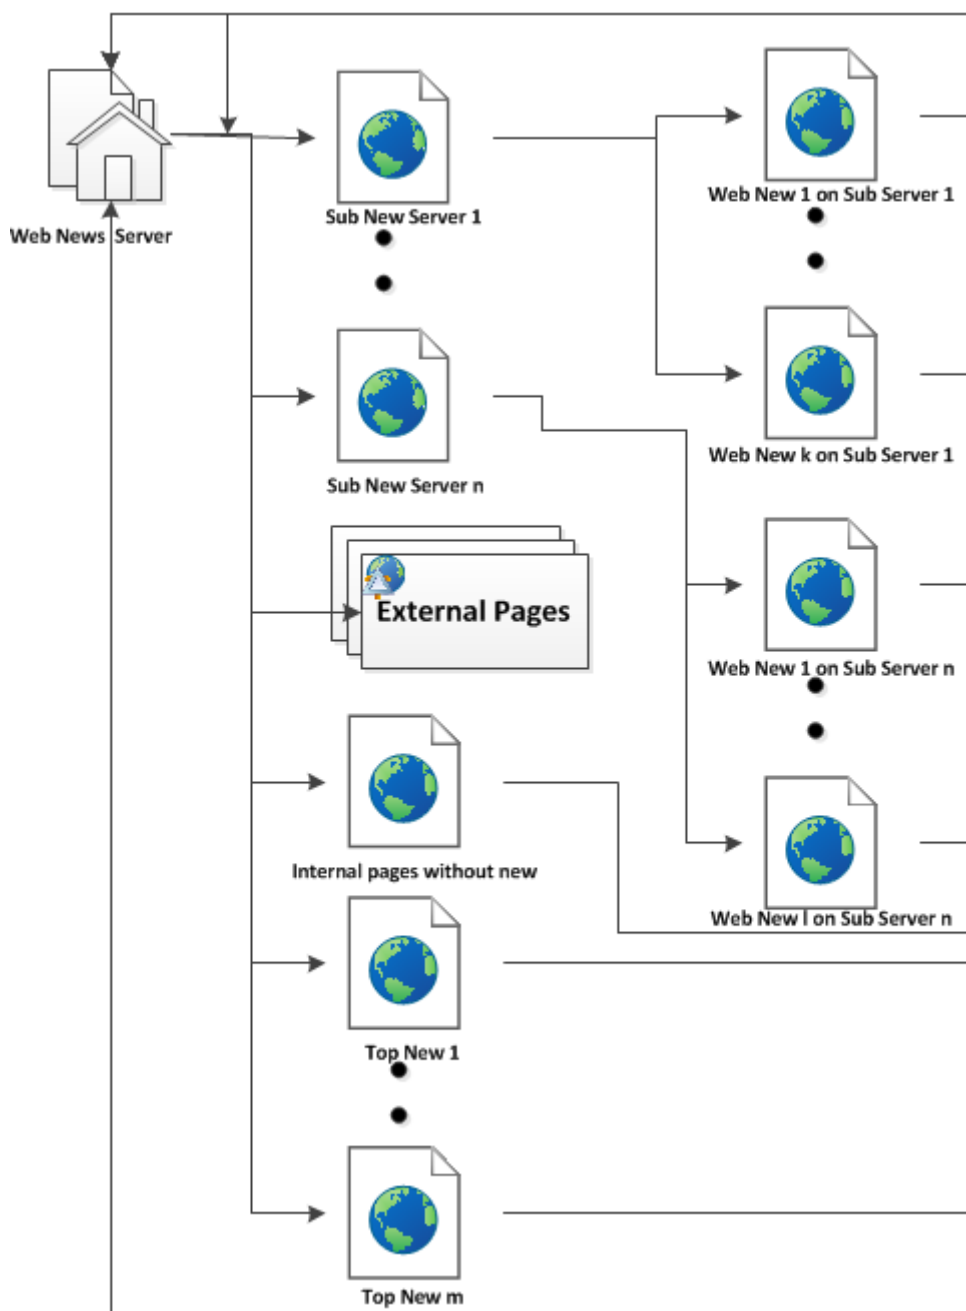 Web News Server
Sub New Server 1
Web New 1 on Sub Server 1
Sub New Server n
Web New k on Sub Server 1
External Pages
Web New 1 on Sub Server n
Internal pages without new
Web New l on Sub Server n
Top New 1
Top New m